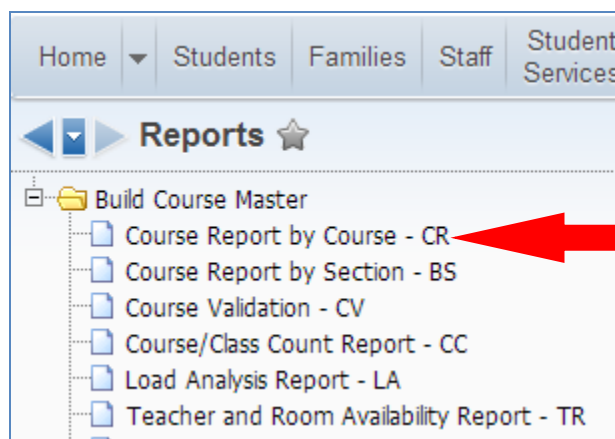 Home Students Families Staff Student Services
Reports
Build Course Master
Course Report by Course - CR
Course Report by Section - BS
Course Validation - CV
Course/Class Count Report - CC
Load Analysis Report - LA
Teacher and Room Availability Report - TR